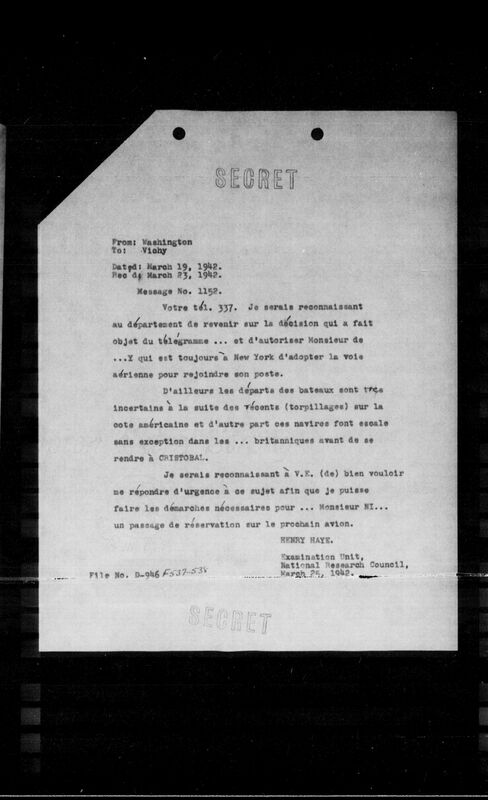 SECRET
From: Washington
To: Vichy
Dated: March 19, 1942.
Rec'd: March 23, 1942.
Message No. 1152.
Votre tél. 337. Je serais reconnaissant
au département de revenir sur la décision qui a fait
objet du télégramme ... et d'autoriser Monsieur de
...X qui est toujours à New York d'adopter la voie
aérienne pour rejoindre son poste.
D'ailleurs les départs des bateaux sont très
incertains à la suite des récents (torpillages) sur la
cote américaine et d'autre part ces navires font escale
sans exception dans les ... britanniques avant de se
rendre à CRISTOBAL.
Je serais reconnaissant à V.E. (de) bien vouloir
me répondre d'urgence à ce sujet afin que je puisse
faire les démarches nécessaires pour ... Monsieur NI...
un passage de réservation sur le prochain avion.
HENRY HAYE.
Examination Unit,
National Research Council,
March 25, 1942.
File No. D-946 F537-538
SECRET